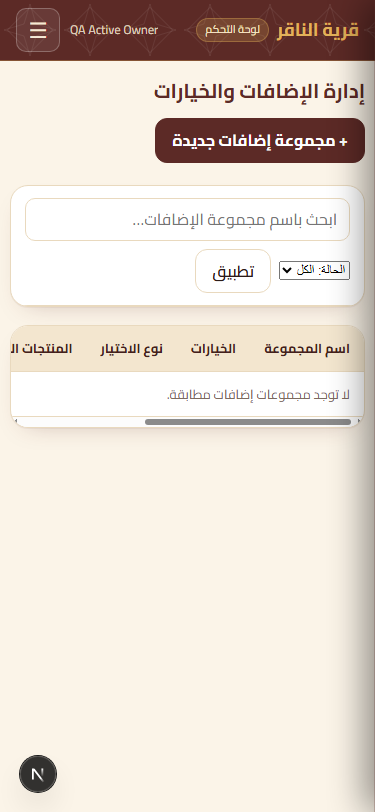 قرية الناقر
لوحة التحكم
QA Active Owner
إدارة الإضافات والخيارات
+ مجموعة إضافات جديدة
ابحث باسم مجموعة الإضافات...
الحالة: الكل
تطبيق
اسم المجموعة الخيارات نوع الاختيار المنتجات
لا توجد مجموعات إضافات مطابقة.
N